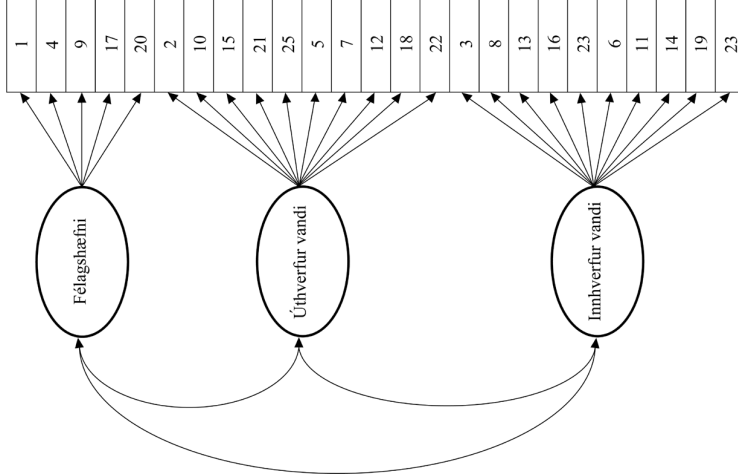 1 4 9 17 20 2 10 15 21 25 5 7 12 18 22 3 8 13 16 23 6 11 14 19 23
Félagshæfni
Úthverfur vandi
Innhverfur vandi